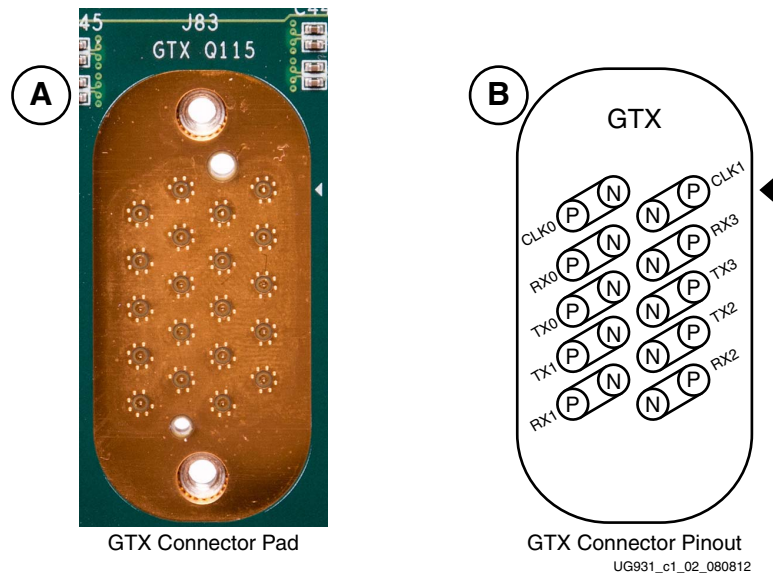 45
J83
C44
GTX Q115
A
GTX Connector Pad
B
GTX
CLK0 P N
N P CLK1
RX0 P N
N P RX3
TX0 P N
N P TX3
TX1 P N
N P TX2
RX1 P N
N P RX2
GTX Connector Pinout
UG931_c1_02_080812